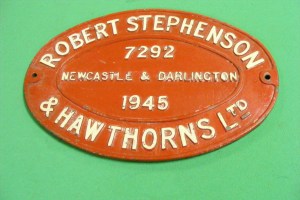 ROBERT STEPHENSON
7292
NEWCASTLE & DARLINGTON
1945
& HAWTHORNS LTD